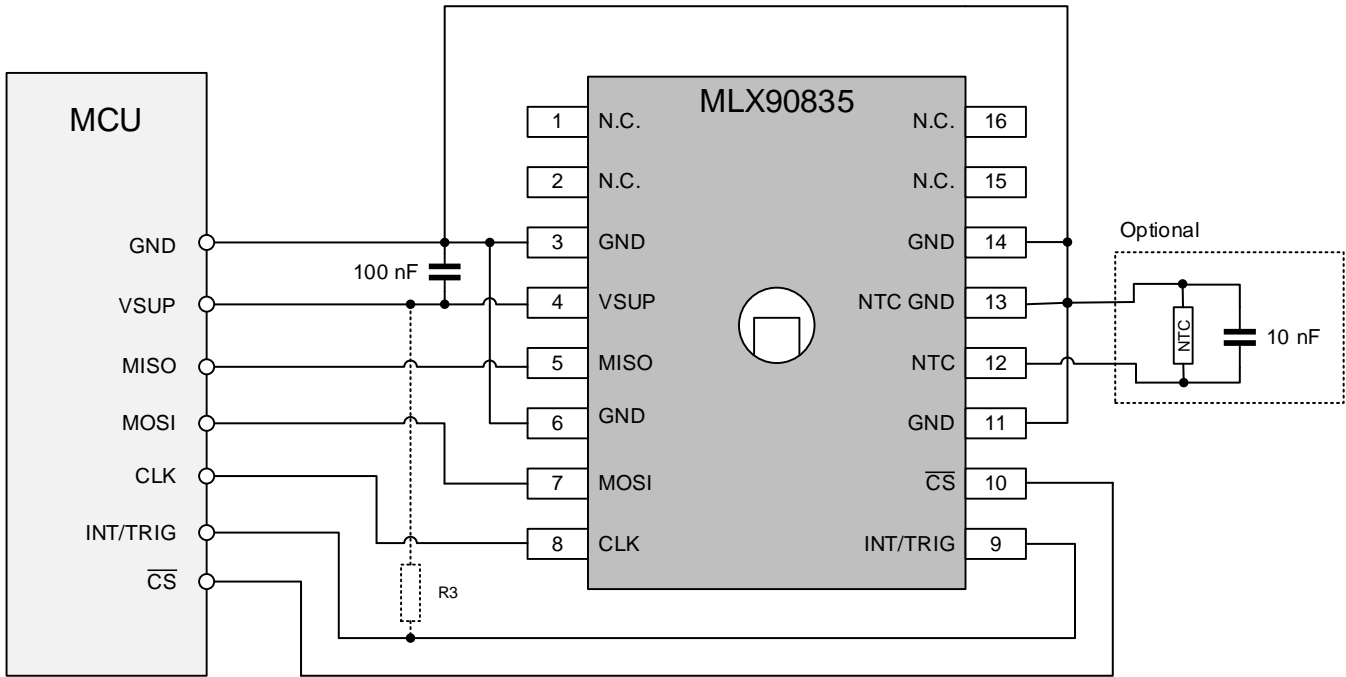 MCU
GND
VSUP
MISO
MOSI
CLK
INT/TRIG
C̅S̅
100 nF
R3
MLX90835
1 N.C.
2 N.C.
3 GND
4 VSUP
5 MISO
6 GND
7 MOSI
8 CLK
N.C. 16
N.C. 15
GND 14
NTC GND 13
NTC 12
GND 11
C̅S̅ 10
INT/TRIG 9
Optional
NTC
10 nF